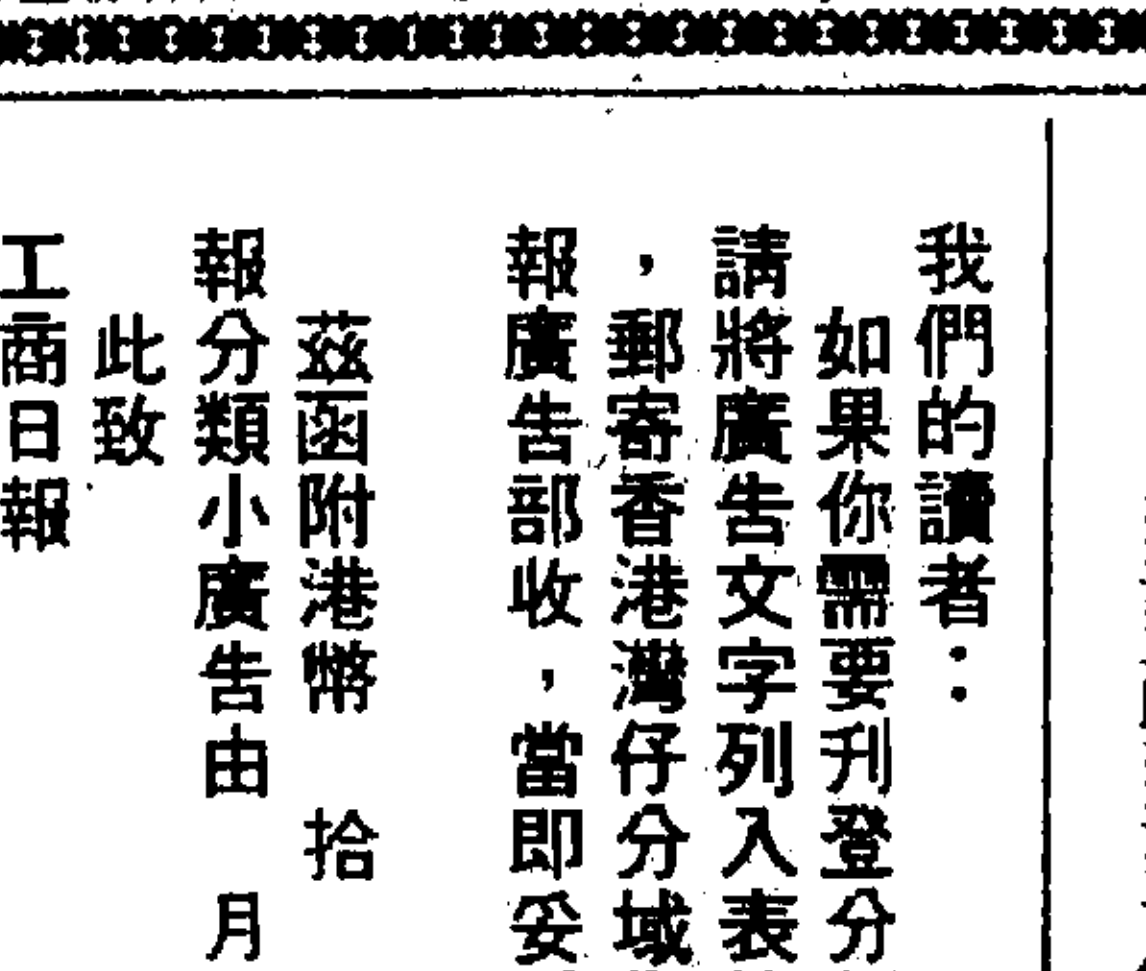 我們的讀者：
如果你需要刋登分
請將廣告文字列入表
，郵寄香港灣仔分域
報廣告部收，當即妥
茲函附港幣　拾
報分類小廣告由　月
此致
工商日報